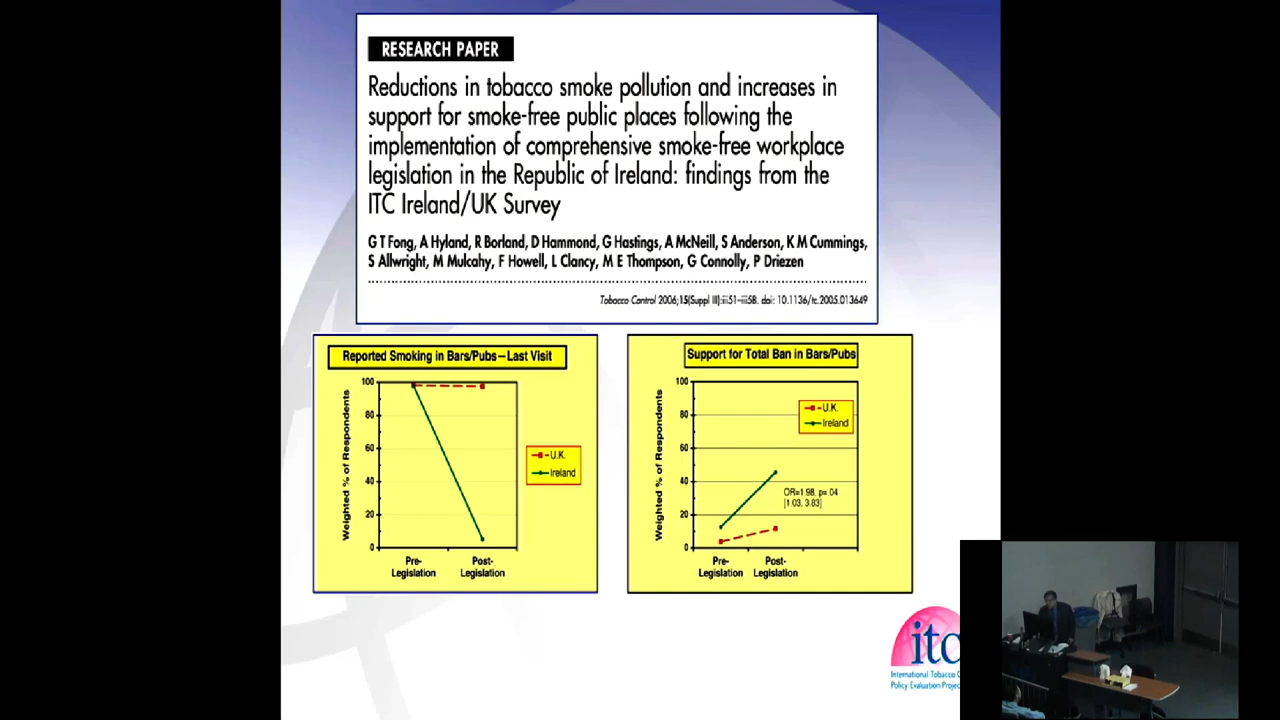 RESEARCH PAPER
Reductions in tobacco smoke pollution and increases in
support for smoke-free public places following the
implementation of comprehensive smoke-free workplace
legislation in the Republic of Ireland: findings from the
ITC Ireland/UK Survey
G T Fong, A Hyland, R Borland, D Hammond, G Hastings, A McNeill, S Anderson, K M Cummings,
S Allwright, M Mulcahy, F Howell, L Clancy, M E Thompson, G Connolly, P Driezen
Tobacco Control 2006;15(Suppl III):iii51–iii58. doi: 10.1136/tc.2005.013649
Reported Smoking in Bars/Pubs—Last Visit
Weighted % of Respondents
100
80
60
40
20
0
Pre-
Legislation
Post-
Legislation
U.K.
Ireland
Support for Total Ban in Bars/Pubs
Weighted % of Respondents
100
80
60
40
20
0
U.K.
Ireland
OR=1.98, p=.04
[1.03, 3.83]
Pre-
Legislation
Post-
Legislation
itc
International Tobacco
Policy Evaluation Project